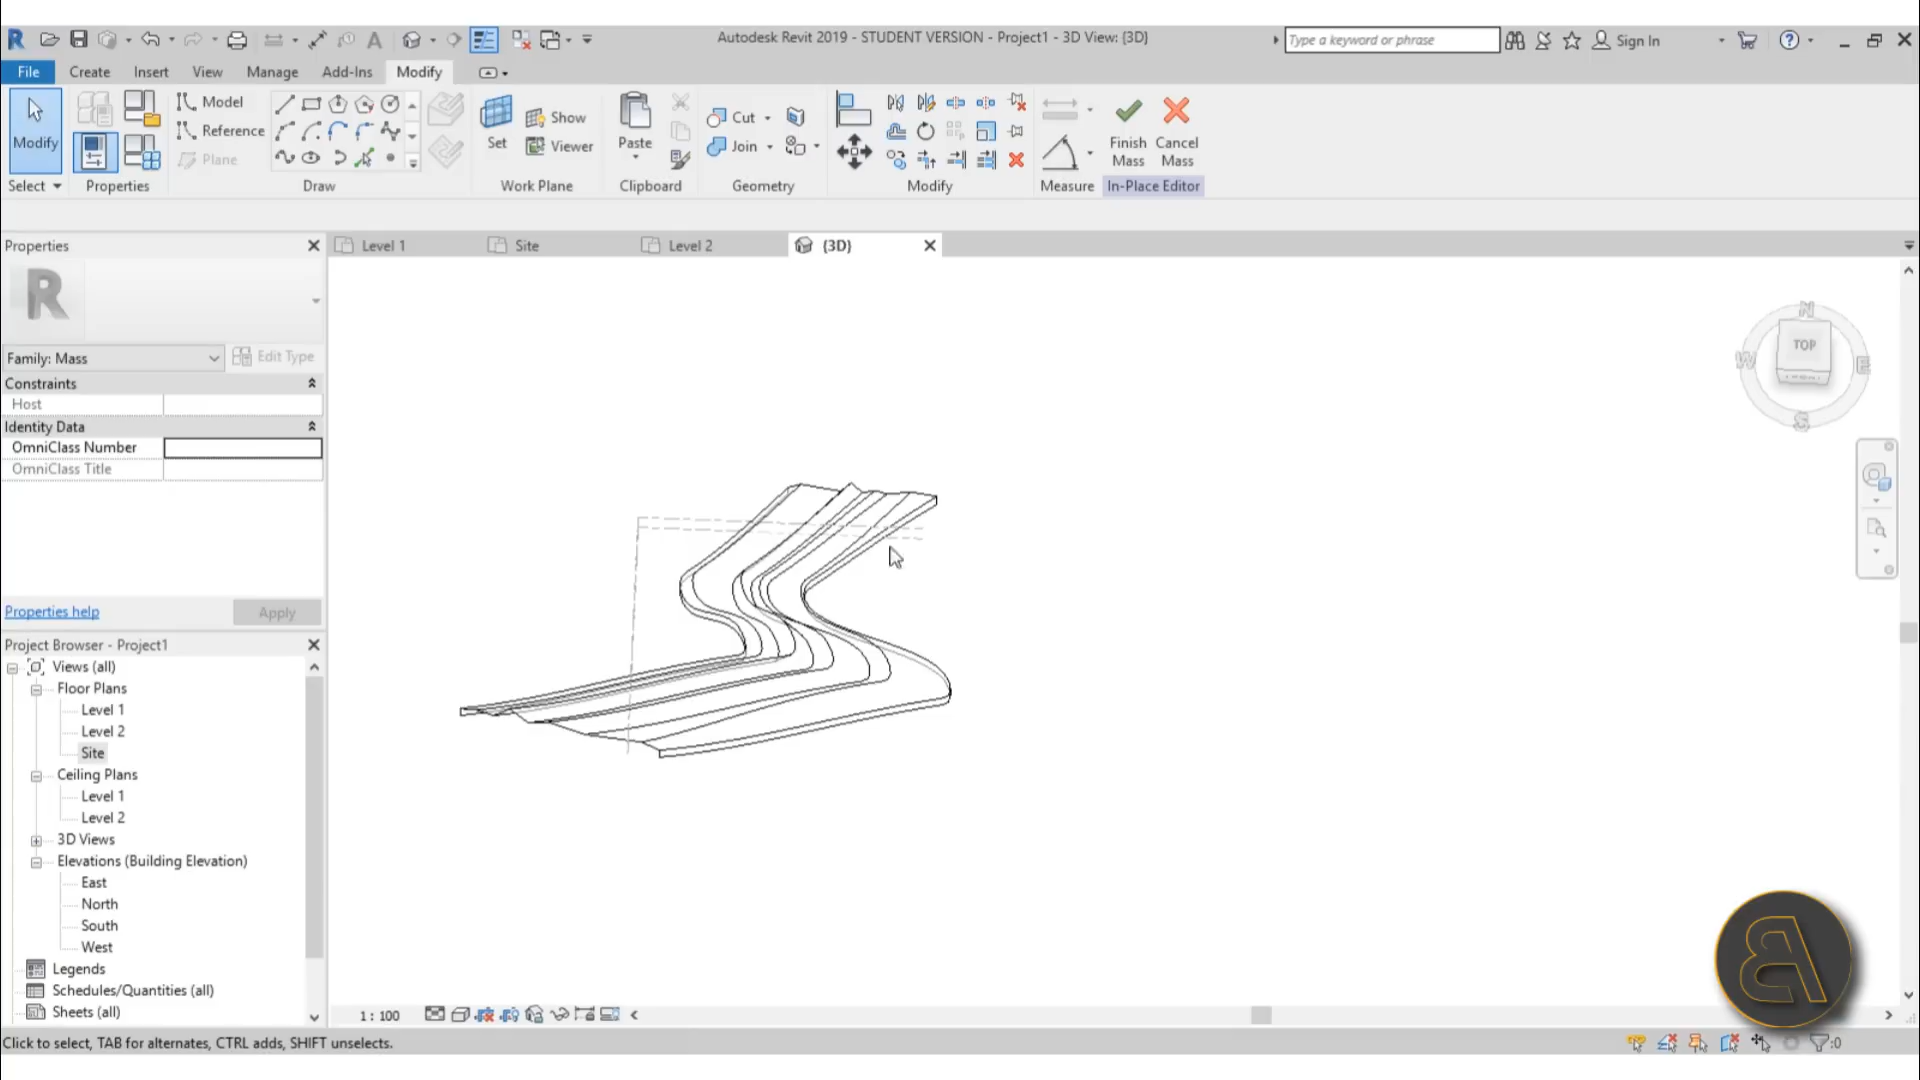 Autodesk Revit 2019 - STUDENT VERSION - Project1 - 3D View: {3D}
Type a keyword or phrase
Sign In
File
Create
Insert
View
Manage
Add-Ins
Modify
Modify
Model
Reference
Plane
Set
Show
Viewer
Paste
Cut
Join
Finish Mass
Cancel Mass
Select
Properties
Draw
Work Plane
Clipboard
Geometry
Modify
Measure
In-Place Editor
Properties
Level 1
Site
Level 2
{3D}
Family: Mass
Edit Type
Constraints
Host
Identity Data
OmniClass Number
OmniClass Title
Properties help
Apply
N
W
E
S
TOP
FRONT
Project Browser - Project1
Views (all)
Floor Plans
Level 1
Level 2
Site
Ceiling Plans
Level 1
Level 2
3D Views
Elevations (Building Elevation)
East
North
South
West
Legends
Schedules/Quantities (all)
Sheets (all)
1 : 100
Click to select, TAB for alternates, CTRL adds, SHIFT unselects.
:0